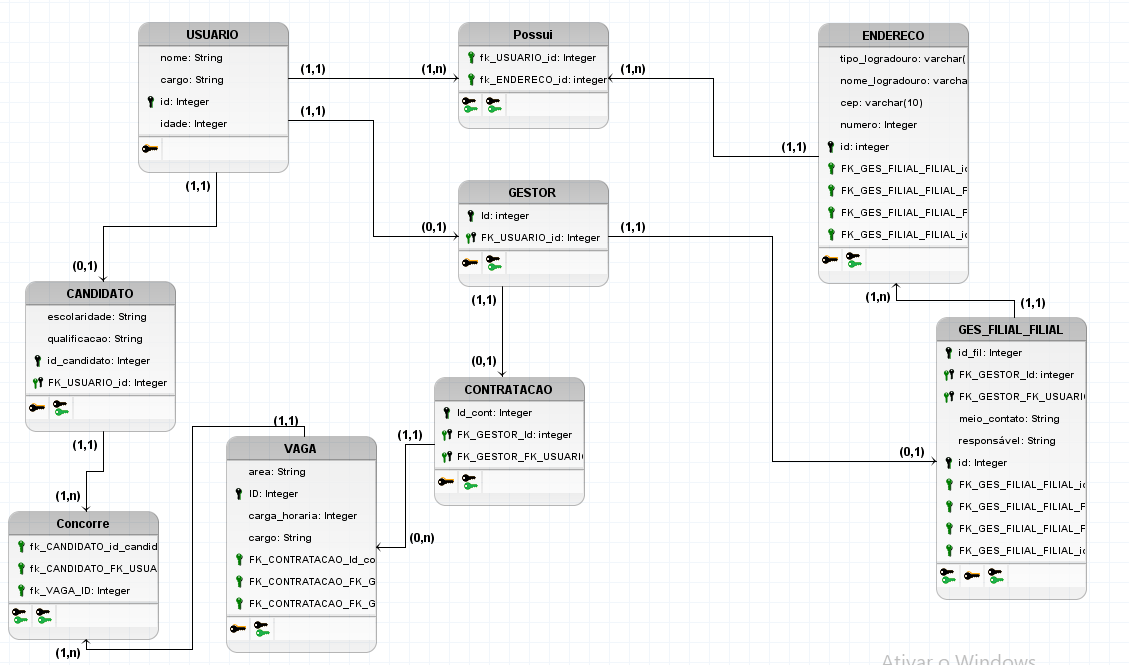 USUARIO
nome: String
cargo: String
id: Integer
idade: Integer
(1,1)
(1,n)
(1,1)
(1,1)
Possui
fk_USUARIO_id: Integer
fk_ENDERECO_id: integer
(1,n)
(1,1)
ENDERECO
tipo_logradouro: varchar(
nome_logradouro: varcha
cep: varchar(10)
numero: Integer
id: integer
FK_GES_FILIAL_FILIAL_ic
FK_GES_FILIAL_FILIAL_F
FK_GES_FILIAL_FILIAL_F
FK_GES_FILIAL_FILIAL_ic
(0,1)
GESTOR
Id: integer
FK_USUARIO_id: Integer
(1,1)
(1,1)
(0,1)
(0,1)
CANDIDATO
escolaridade: String
qualificacao: String
id_candidato: Integer
FK_USUARIO_id: Integer
(1,1)
(1,n)
(1,n)
(1,1)
GES_FILIAL_FILIAL
id_fil: Integer
FK_GESTOR_Id: integer
FK_GESTOR_FK_USUARI
meio_contato: String
responsável: String
id: Integer
FK_GES_FILIAL_FILIAL_ic
FK_GES_FILIAL_FILIAL_F
FK_GES_FILIAL_FILIAL_F
FK_GES_FILIAL_FILIAL_ic
(0,1)
CONTRATACAO
Id_cont: Integer
FK_GESTOR_Id: integer
FK_GESTOR_FK_USUARI
(1,1)
(0,n)
(1,1)
VAGA
area: String
ID: Integer
carga_horaria: Integer
cargo: String
FK_CONTRATACAO_Id_co
FK_CONTRATACAO_FK_G
FK_CONTRATACAO_FK_G
Concorre
fk_CANDIDATO_id_candid
fk_CANDIDATO_FK_USUA
fk_VAGA_ID: Integer
(1,n)
Ativar o Windows